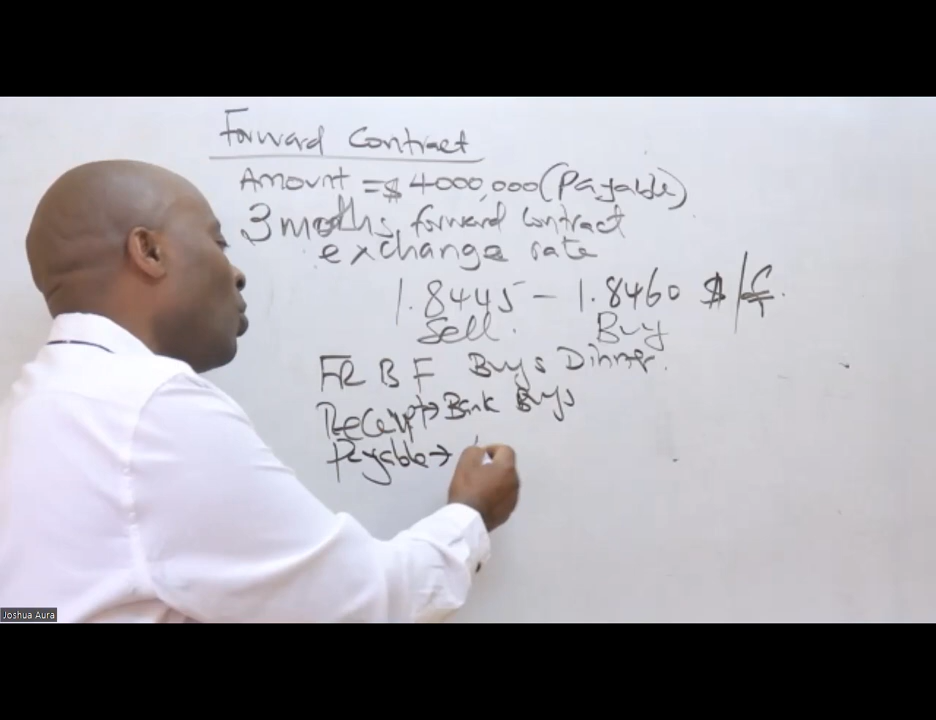 Forward Contract
Amount = $ 4000,000 (Payable)
3 months forward contract
exchange rate
1.8445 - 1.8460 $/£
Sell. Buy
FR B F Buys Dinner.
Receipt → Bank Buys
Payable →
Joshua Aura